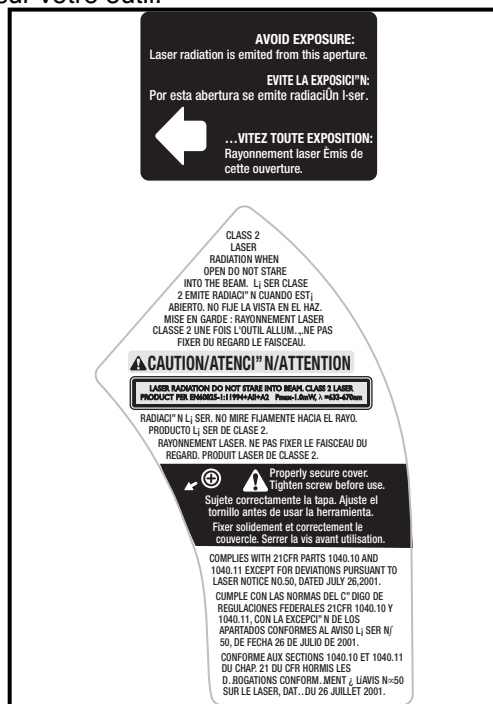 sur votre outil.
AVOID EXPOSURE:
Laser radiation is emited from this aperture.
EVITE LA EXPOSICI"N:
Por esta abertura se emite radiaciÛn l·ser.
...VITEZ TOUTE EXPOSITION:
Rayonnement laser Èmis de
cette ouverture.
CLASS 2
LASER
RADIATION WHEN
OPEN DO NOT STARE
INTO THE BEAM. L¡ SER CLASE
2 EMITE RADIACI" N CUANDO EST¡
ABIERTO. NO FIJE LA VISTA EN EL HAZ.
MISE EN GARDE : RAYONNEMENT LASER
CLASSE 2 UNE FOIS L'OUTIL ALLUM...NE PAS
FIXER DU REGARD LE FAISCEAU.
CAUTION/ATENCI" N/ATTENTION
LASER RADIATION DO NOT STARE INTO BEAM. CLASS 2 LASER
PRODUCT PER EN60825-1:11994+AII+A2 Pmax-1.0mW, λ =633-670nm
RADIACI" N L¡ SER. NO MIRE FIJAMENTE HACIA EL RAYO.
PRODUCTO L¡ SER DE CLASE 2.
RAYONNEMENT LASER. NE PAS FIXER LE FAISCEAU DU
REGARD. PRODUIT LASER DE CLASSE 2.
Properly secure cover.
Tighten screw before use.
Sujete correctamente la tapa. Ajuste el
tornillo antes de usar la herramienta.
Fixer solidement et correctement le
couvercle. Serrer la vis avant utilisation.
COMPLIES WITH 21CFR PARTS 1040.10 AND
1040.11 EXCEPT FOR DEVIATIONS PURSUANT TO
LASER NOTICE NO.50, DATED JULY 26,2001.
CUMPLE CON LAS NORMAS DEL C" DIGO DE
REGULACIONES FEDERALES 21CFR 1040.10 Y
1040.11, CON LA EXCEPCI" N DE LOS
APARTADOS CONFORMES AL AVISO L¡ SER N∫
50, DE FECHA 26 DE JULIO DE 2001.
CONFORME AUX SECTIONS 1040.10 ET 1040.11
DU CHAP. 21 DU CFR HORMIS LES
D..ROGATIONS CONFORM..MENT ¿ LíAVIS N∞50
SUR LE LASER, DAT.. DU 26 JUILLET 2001.